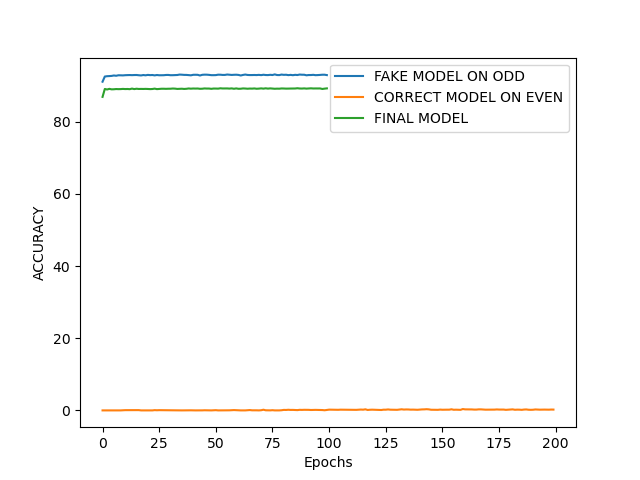 FAKE MODEL ON ODD
CORRECT MODEL ON EVEN
FINAL MODEL
80
60
40
20
0
ACCURACY
0 25 50 75 100 125 150 175 200
Epochs